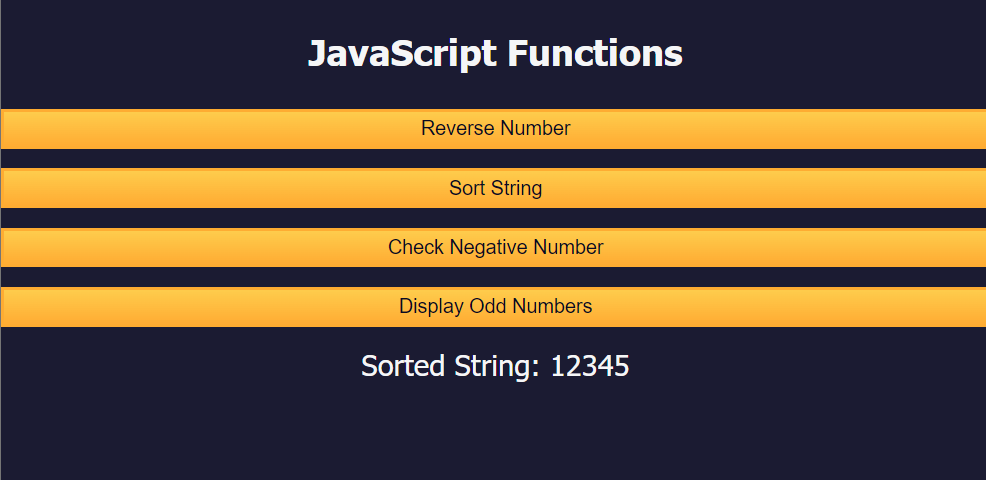 JavaScript Functions
Reverse Number
Sort String
Check Negative Number
Display Odd Numbers
Sorted String: 12345